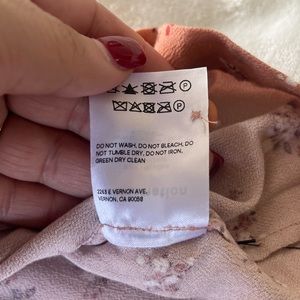 DO NOT WASH, DO NOT BLEACH, DO
NOT TUMBLE DRY, DO NOT IRON,
GREEN DRY CLEAN
2263 E VERNON AVE.
VERNON, CA 90058